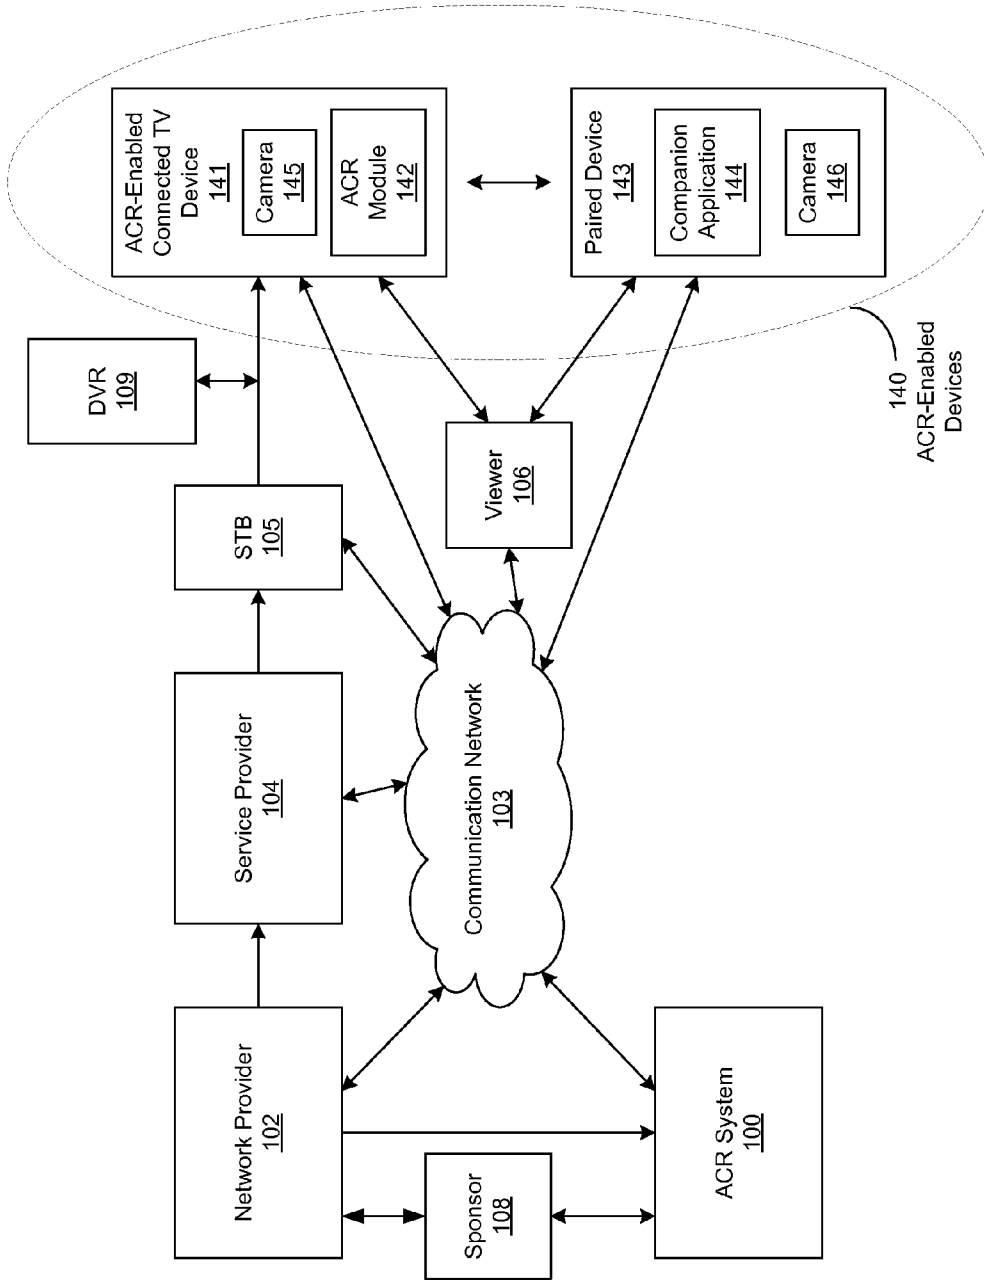 Network Provider
102
Service Provider
104
STB
105
DVR
109
ACR-Enabled
Connected TV
Device
141
Camera
145
ACR
Module
142
Sponsor
108
Communication Network
103
Viewer
106
ACR System
100
Paired Device
143
Companion
Application
144
Camera
146
140
ACR-Enabled
Devices